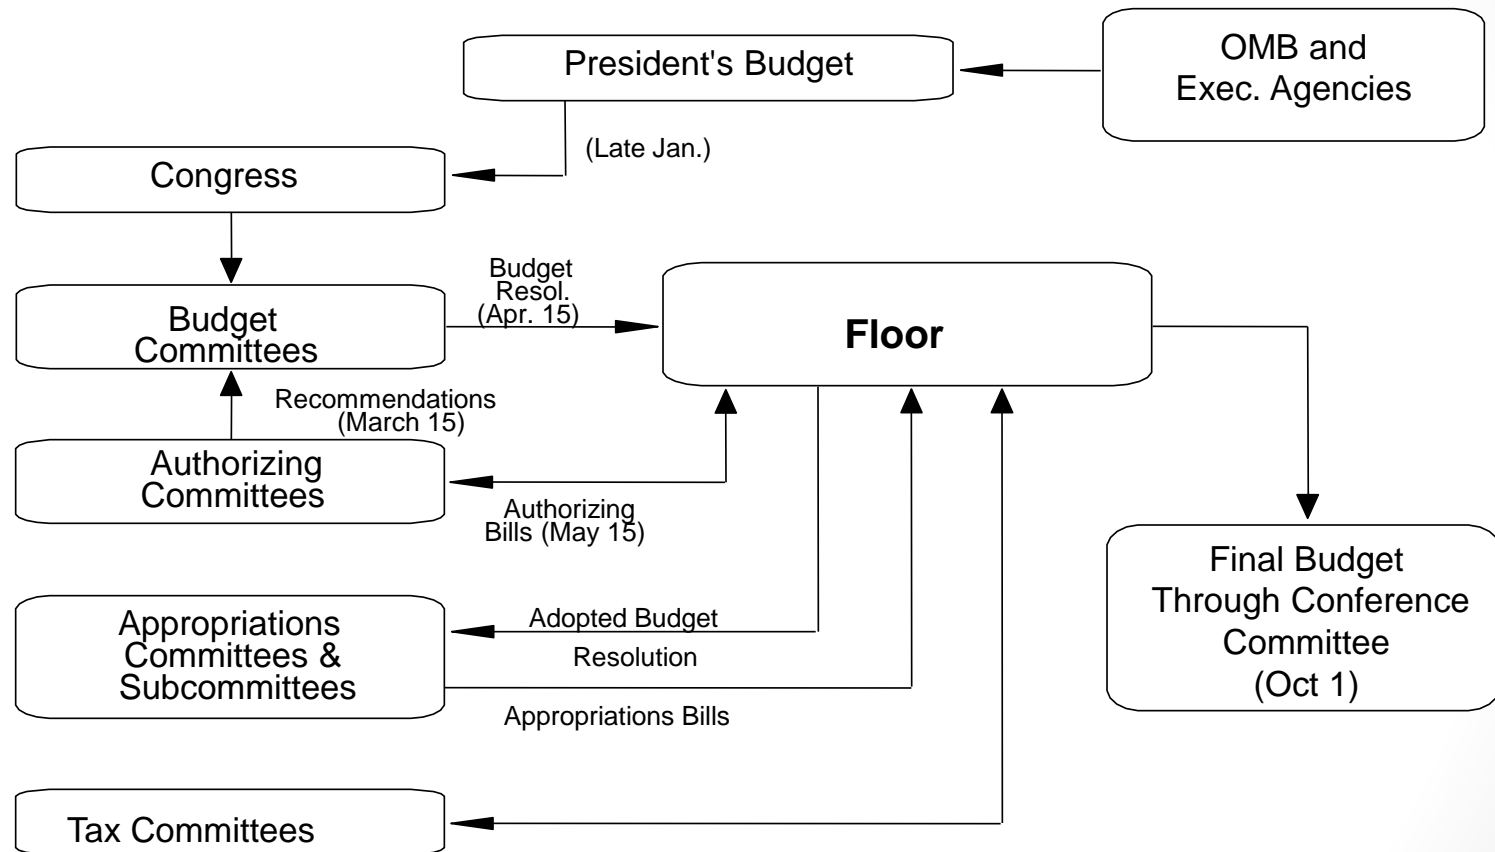 President's Budget
OMB and
Exec. Agencies
(Late Jan.)
Congress
Budget
Resol.
(Apr. 15)
Budget
Committees
Floor
Recommendations
(March 15)
Authorizing
Committees
Authorizing
Bills (May 15)
Final Budget
Through Conference
Committee
(Oct 1)
Appropriations
Committees &
Subcommittees
Adopted Budget
Resolution
Appropriations Bills
Tax Committees